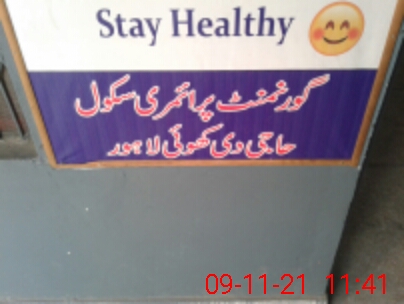 Stay Healthy
گورنمنٹ پرائمری سکول
حاجی دی کھوئی لاہور
09-11-21 11:41